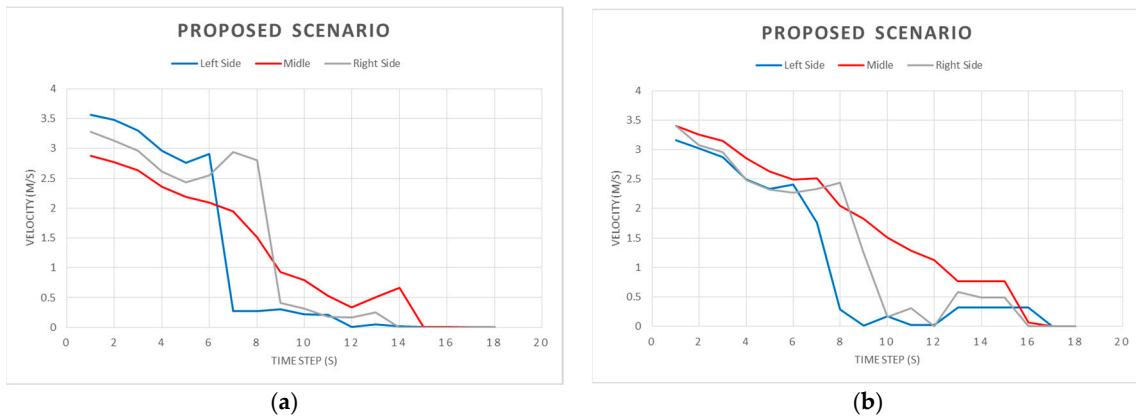 PROPOSED SCENARIO
Left Side Midle Right Side
4
3.5
3
2.5
2
1.5
1
0.5
0
VELOCITY (M/S)
0 2 4 6 8 10 12 14 16 18 20
TIME STEP (S)
(a)
PROPOSED SCENARIO
Left Side Midle Right Side
4
3.5
3
2.5
2
1.5
1
0.5
0
VELOCITY (M/S)
0 2 4 6 8 10 12 14 16 18 20
TIME STEP (S)
(b)